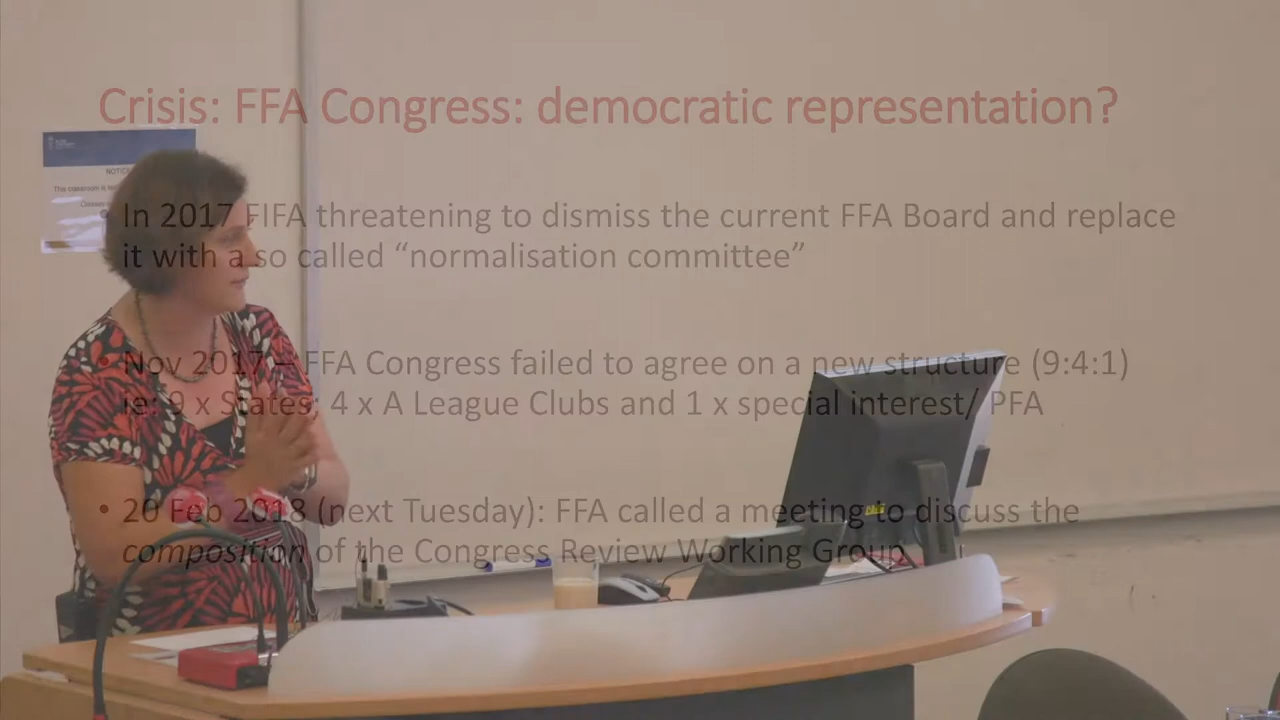 Crisis: FFA Congress: democratic representation?
NOTICE
• In 2017 FIFA threatening to dismiss the current FFA Board and replace
it with a so called “normalisation committee”
• Nov 2017 – FFA Congress failed to agree on a new structure (9:4:1)
ie: 9 x States, 4 x A League Clubs and 1 x special interest/ PFA
• 20 Feb 2018 (next Tuesday): FFA called a meeting to discuss the
composition of the Congress Review Working Group